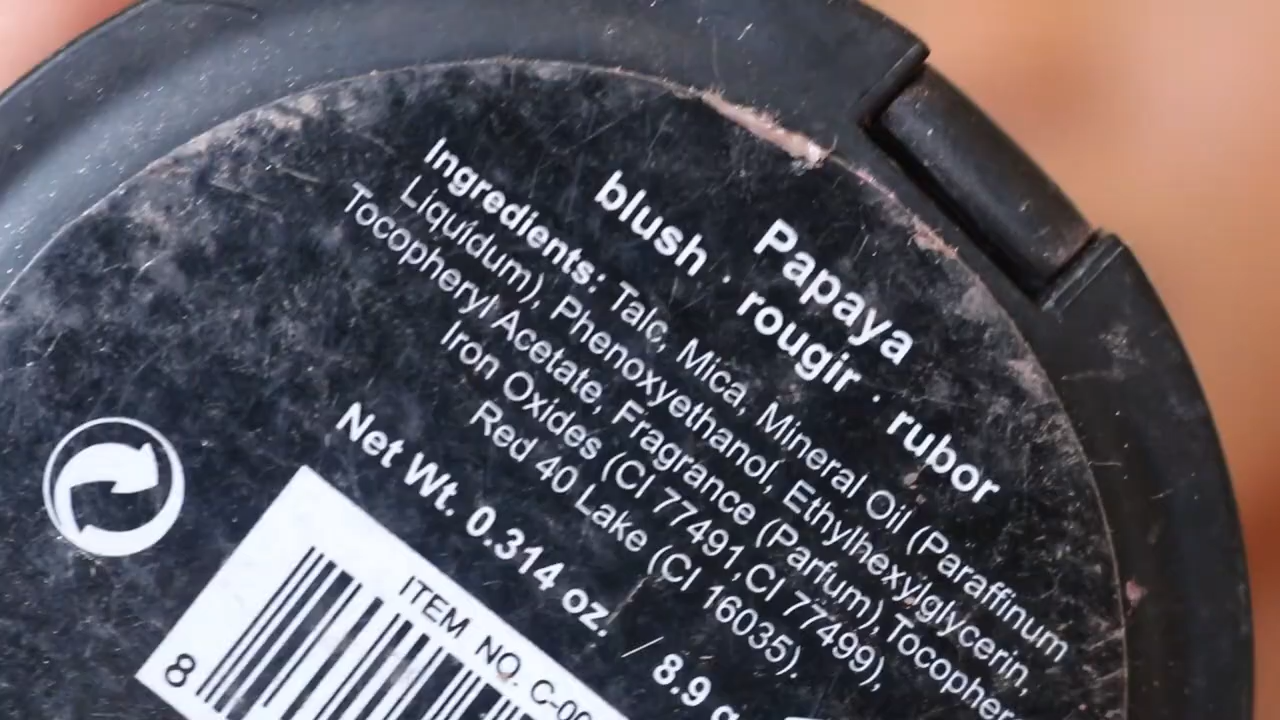 Papaya
blush · rougir · rubor
Ingredients: Talc, Mica, Mineral Oil (Paraffinum
Liquídum), Phenoxyethanol, Ethylhexylglycerin,
Tocopheryl Acetate, Fragrance (Parfum),Tocopher
Iron Oxides (CI 77491,CI 77499),
Red 40 Lake (CI 16035).
Net Wt. 0.314 oz. / 8.9 g
ITEM NO. C-00
8